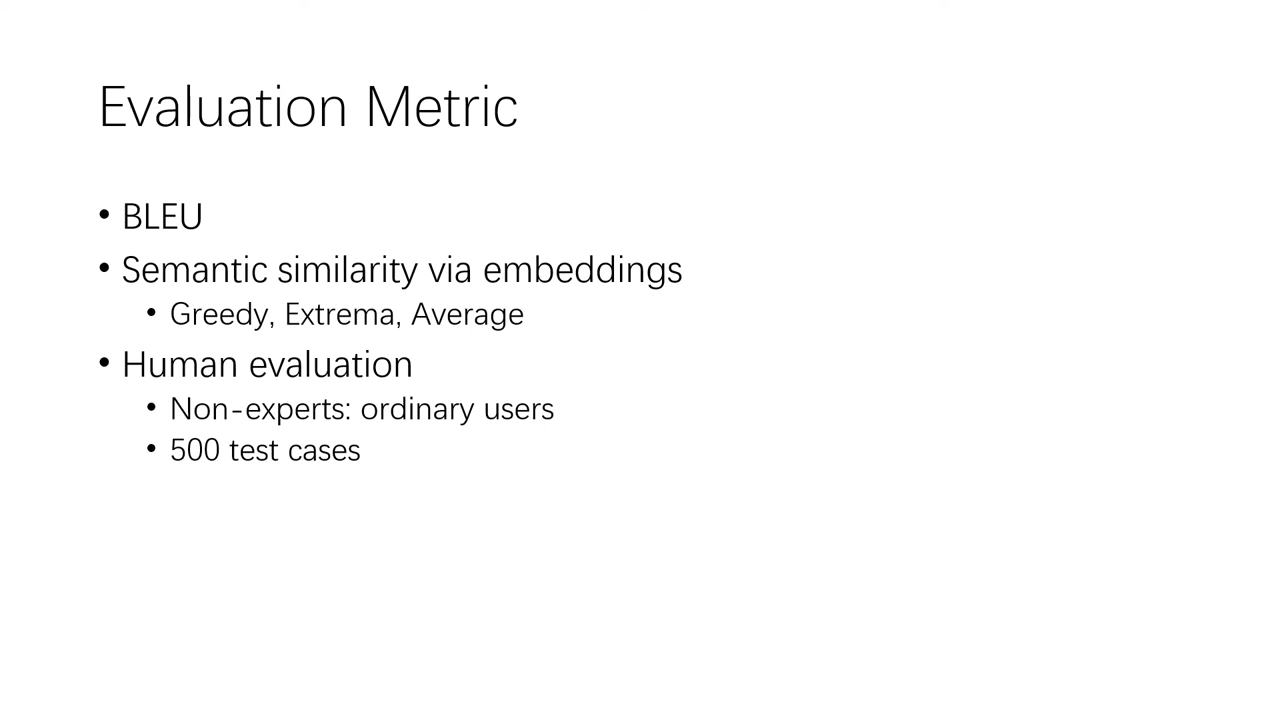 Evaluation Metric
• BLEU
• Semantic similarity via embeddings
• Greedy, Extrema, Average
• Human evaluation
• Non-experts: ordinary users
• 500 test cases